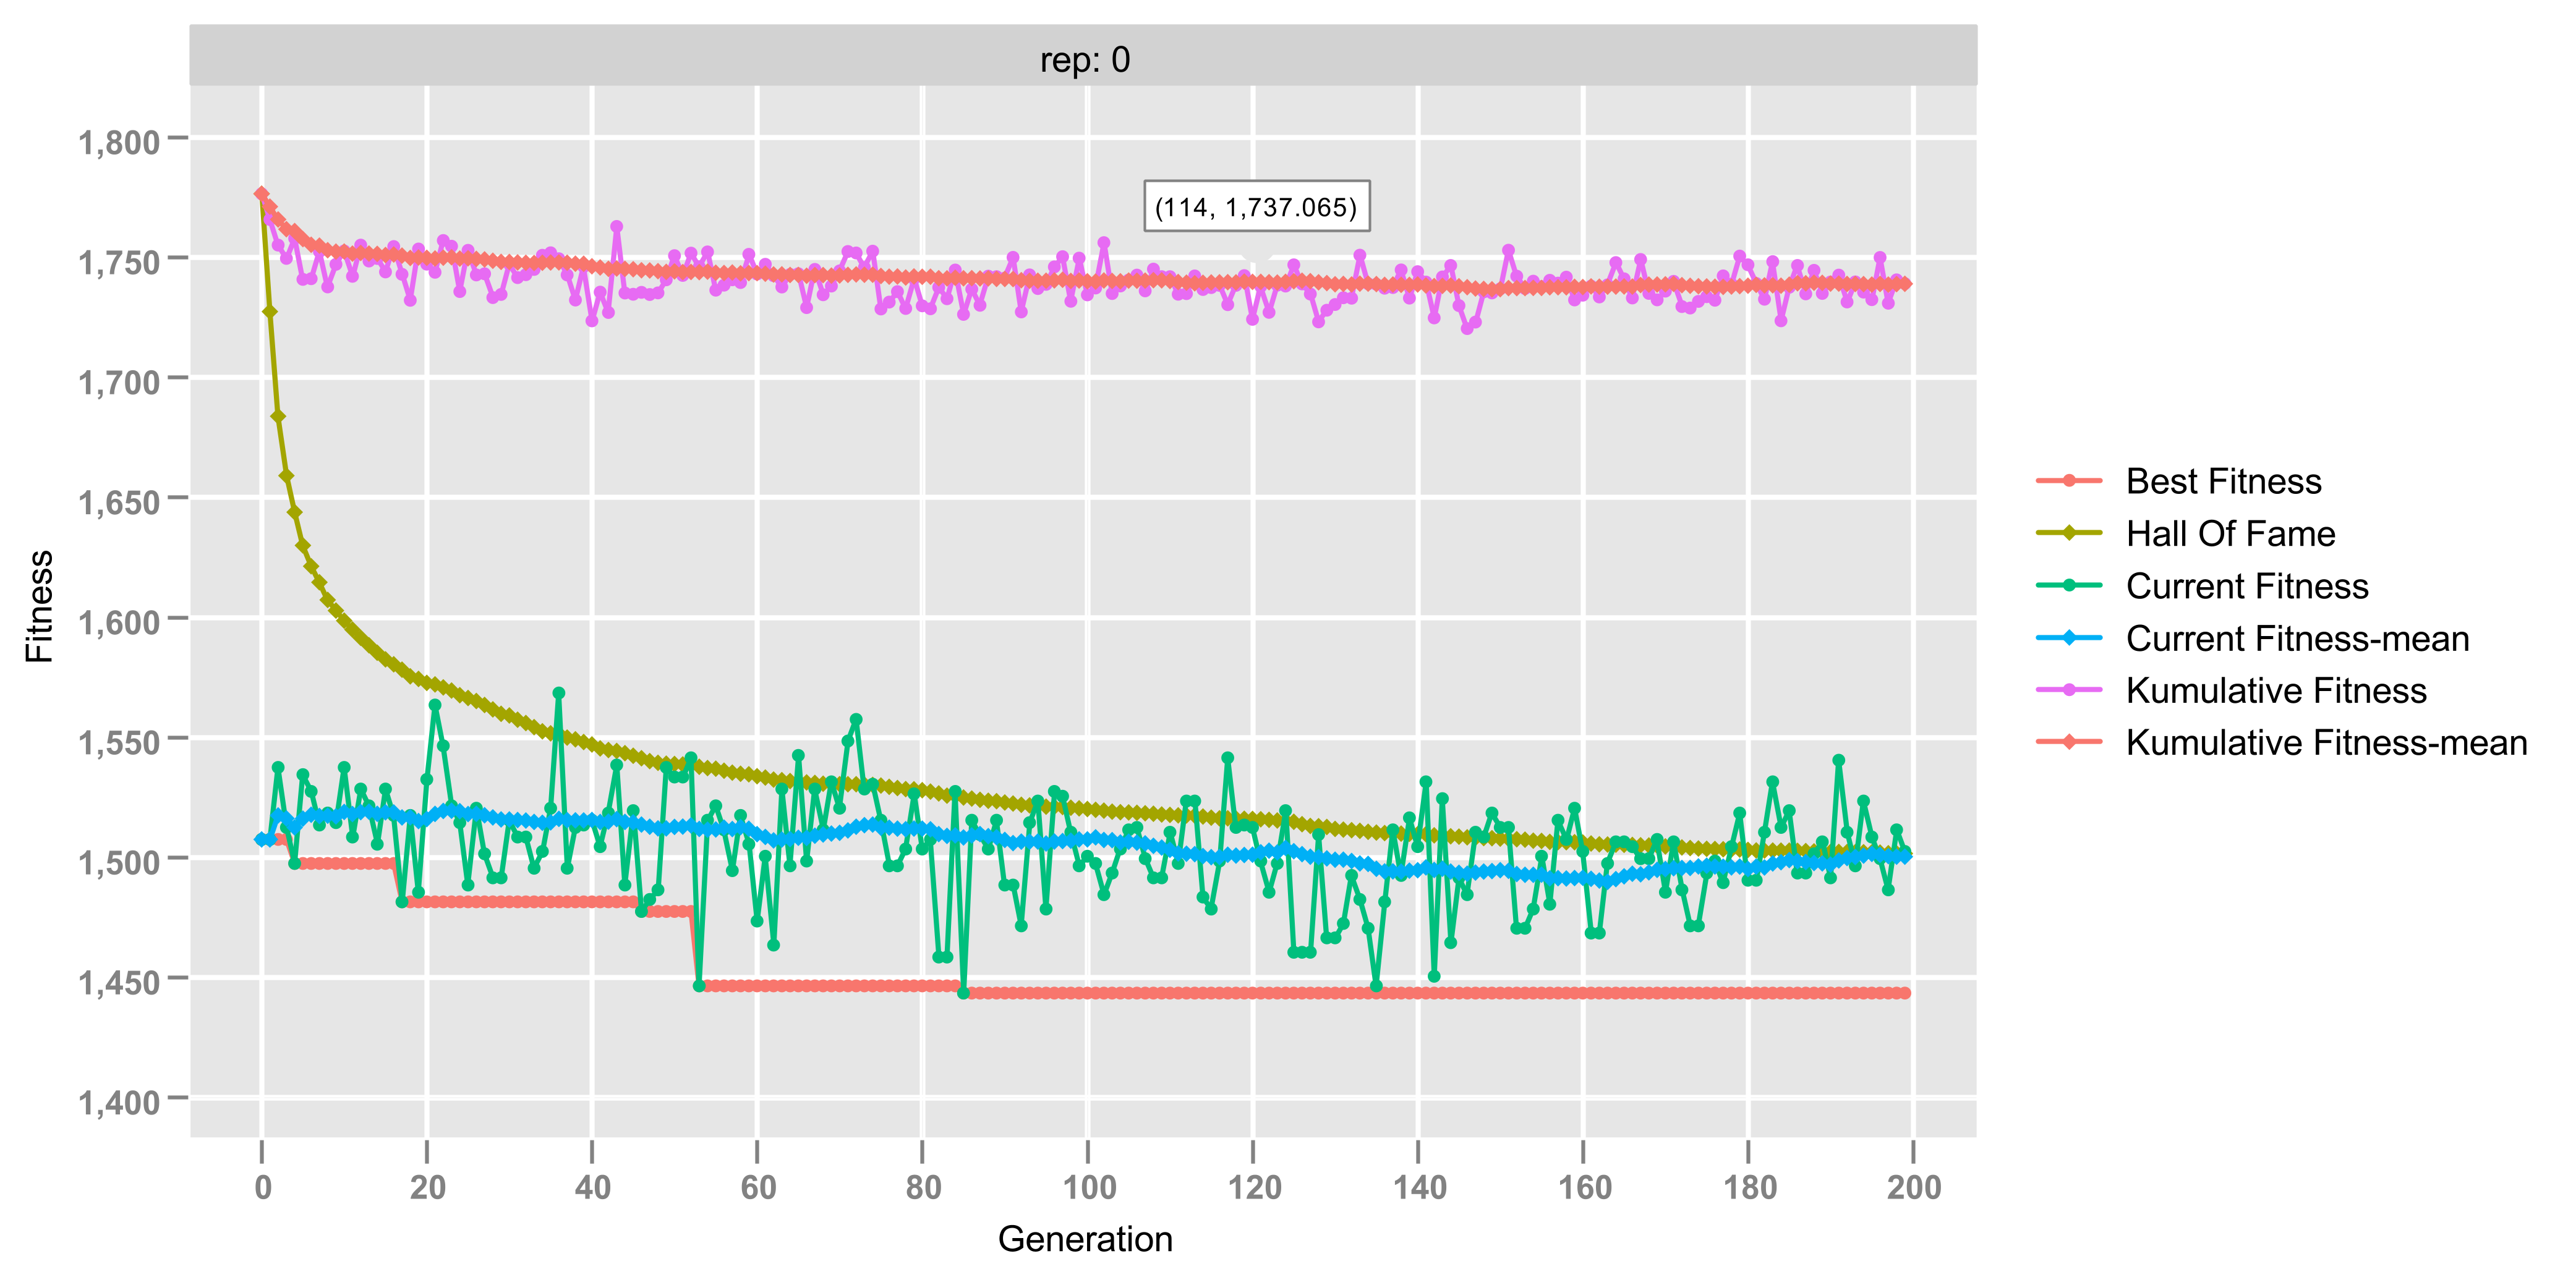 rep: 0
1,800
1,750
1,700
1,650
1,600
1,550
1,500
1,450
1,400
Fitness
(114, 1,737.065)
0 20 40 60 80 100 120 140 160 180 200
Generation
Best Fitness
Hall Of Fame
Current Fitness
Current Fitness-mean
Kumulative Fitness
Kumulative Fitness-mean